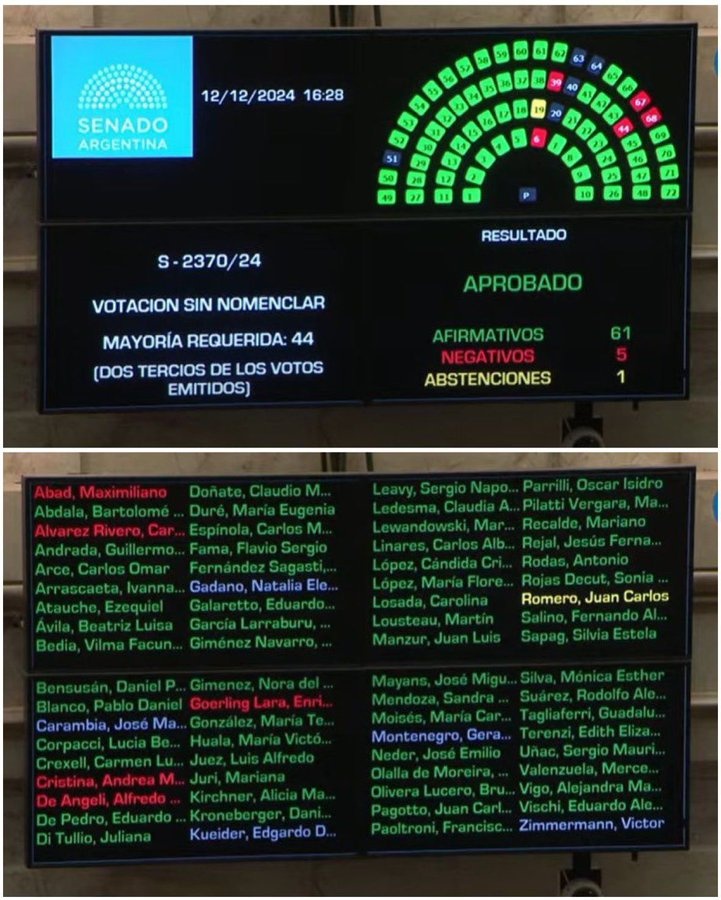 SENADO
ARGENTINA
12/12/2024 16:28
S - 2370/24
VOTACION SIN NOMENCLAR
MAYORÍA REQUERIDA: 44
(DOS TERCIOS DE LOS VOTOS
EMITIDOS)
RESULTADO
APROBADO
AFIRMATIVOS 61
NEGATIVOS 5
ABSTENCIONES 1
Abad, Maximiliano
Abdala, Bartolomé ...
Alvarez Rivero, Car...
Andrada, Guillermo...
Arce, Carlos Omar
Arrascaeta, Ivanna...
Atauche, Ezequiel
Ávila, Beatriz Luisa
Bedia, Vilma Facun...
Doñate, Claudio M...
Duré, María Eugenia
Espínola, Carlos M...
Fama, Flavio Sergio
Fernández Sagasti,...
Gadano, Natalia Ele...
Galaretto, Eduardo...
García Larraburu, ...
Giménez Navarro, ...
Leavy, Sergio Napo...
Ledesma, Claudia A...
Lewandowski, Mar...
Linares, Carlos Alb...
López, Cándida Cri...
López, María Flore...
Losada, Carolina
Lousteau, Martín
Manzur, Juan Luis
Parrilli, Oscar Isidro
Pilatti Vergara, Ma...
Recalde, Mariano
Rejal, Jesús Ferna...
Rodas, Antonio
Rojas Decut, Sonia ...
Romero, Juan Carlos
Salino, Fernando Al...
Sapag, Silvia Estela
Bensusán, Daniel P...
Blanco, Pablo Daniel
Carambia, José Ma...
Corpacci, Lucia Be...
Crexell, Carmen Lu...
Cristina, Andrea M...
De Angeli, Alfredo ...
De Pedro, Eduardo ...
Di Tullio, Juliana
Gimenez, Nora del ...
Goerling Lara, Enri...
González, María Te...
Huala, María Victó...
Juez, Luis Alfredo
Juri, Mariana
Kirchner, Alicia Ma...
Kroneberger, Dani...
Kueider, Edgardo D...
Mayans, José Migu...
Mendoza, Sandra ...
Moisés, María Car...
Montenegro, Gera...
Neder, José Emilio
Olalla de Moreira, ...
Olivera Lucero, Bru...
Pagotto, Juan Carl...
Paoltroni, Francisc...
Silva, Mónica Esther
Suárez, Rodolfo Ale...
Tagliaferri, Guadalu...
Terenzi, Edith Eliza...
Uñac, Sergio Mauri...
Valenzuela, Merce...
Vigo, Alejandra Ma...
Vischi, Eduardo Ale...
Zimmermann, Victor